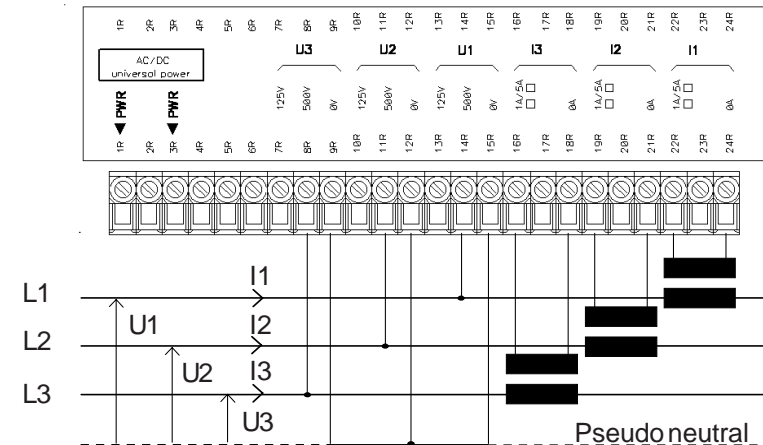 1R 2R 3R 4R 5R 6R 7R 8R 9R 10R 11R 12R 13R 14R 15R 16R 17R 18R 19R 20R 21R 22R 23R 24R
U3 U2 U1 I3 I2 I1
AC/DC
universal power
PWR PWR 125V 500V 0V 125V 500V 0V 125V 500V 0V 1A/5A 0A 1A/5A 0A 1A/5A 0A
1R 2R 3R 4R 5R 6R 7R 8R 9R 10R 11R 12R 13R 14R 15R 16R 17R 18R 19R 20R 21R 22R 23R 24R
L1 I1
U1
L2 I2
U2
L3 I3
U3
Pseudo neutral